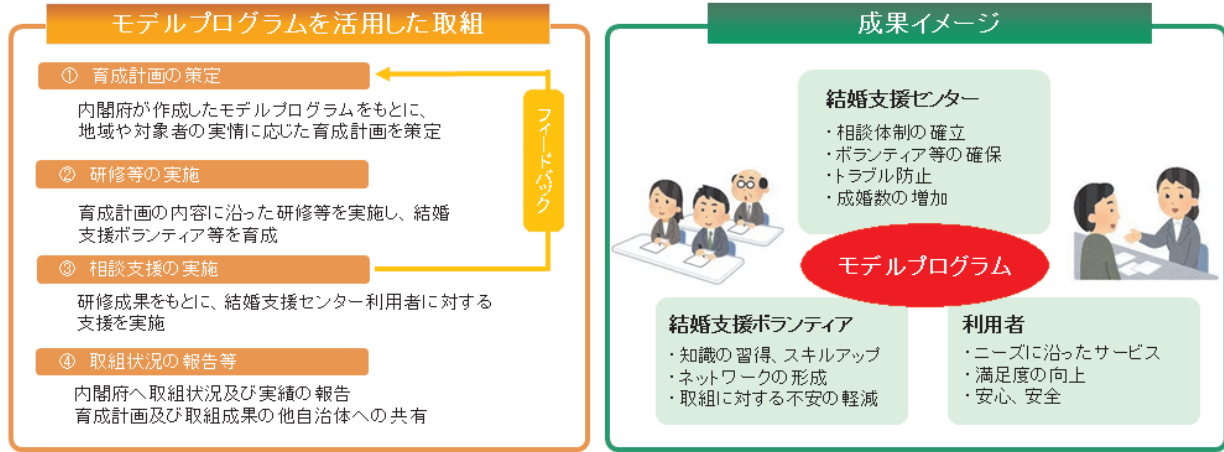 モデルプログラムを活用した取組
① 育成計画の策定
内閣府が作成したモデルプログラムをもとに、
地域や対象者の実情に応じた育成計画を策定
② 研修等の実施
育成計画の内容に沿った研修等を実施し、結婚
支援ボランティア等を育成
③ 相談支援の実施
研修成果をもとに、結婚支援センター利用者に対する
支援を実施
④ 取組状況の報告等
内閣府へ取組状況及び実績の報告
育成計画及び取組成果の他自治体への共有
フィードバック
成果イメージ
結婚支援センター
・相談体制の確立
・ボランティア等の確保
・トラブル防止
・成婚数の増加
モデルプログラム
結婚支援ボランティア
・知識の習得、スキルアップ
・ネットワークの形成
・取組に対する不安の軽減
利用者
・ニーズに沿ったサービス
・満足度の向上
・安心、安全